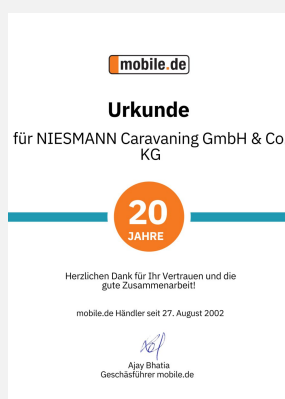 mobile.de
Urkunde
für NIESMANN Caravaning GmbH & Co
KG
20
JAHRE
Herzlichen Dank für Ihr Vertrauen und die
gute Zusammenarbeit!
mobile.de Händler seit 27. August 2002
Ajay Bhatia
Geschäsführer mobile.de